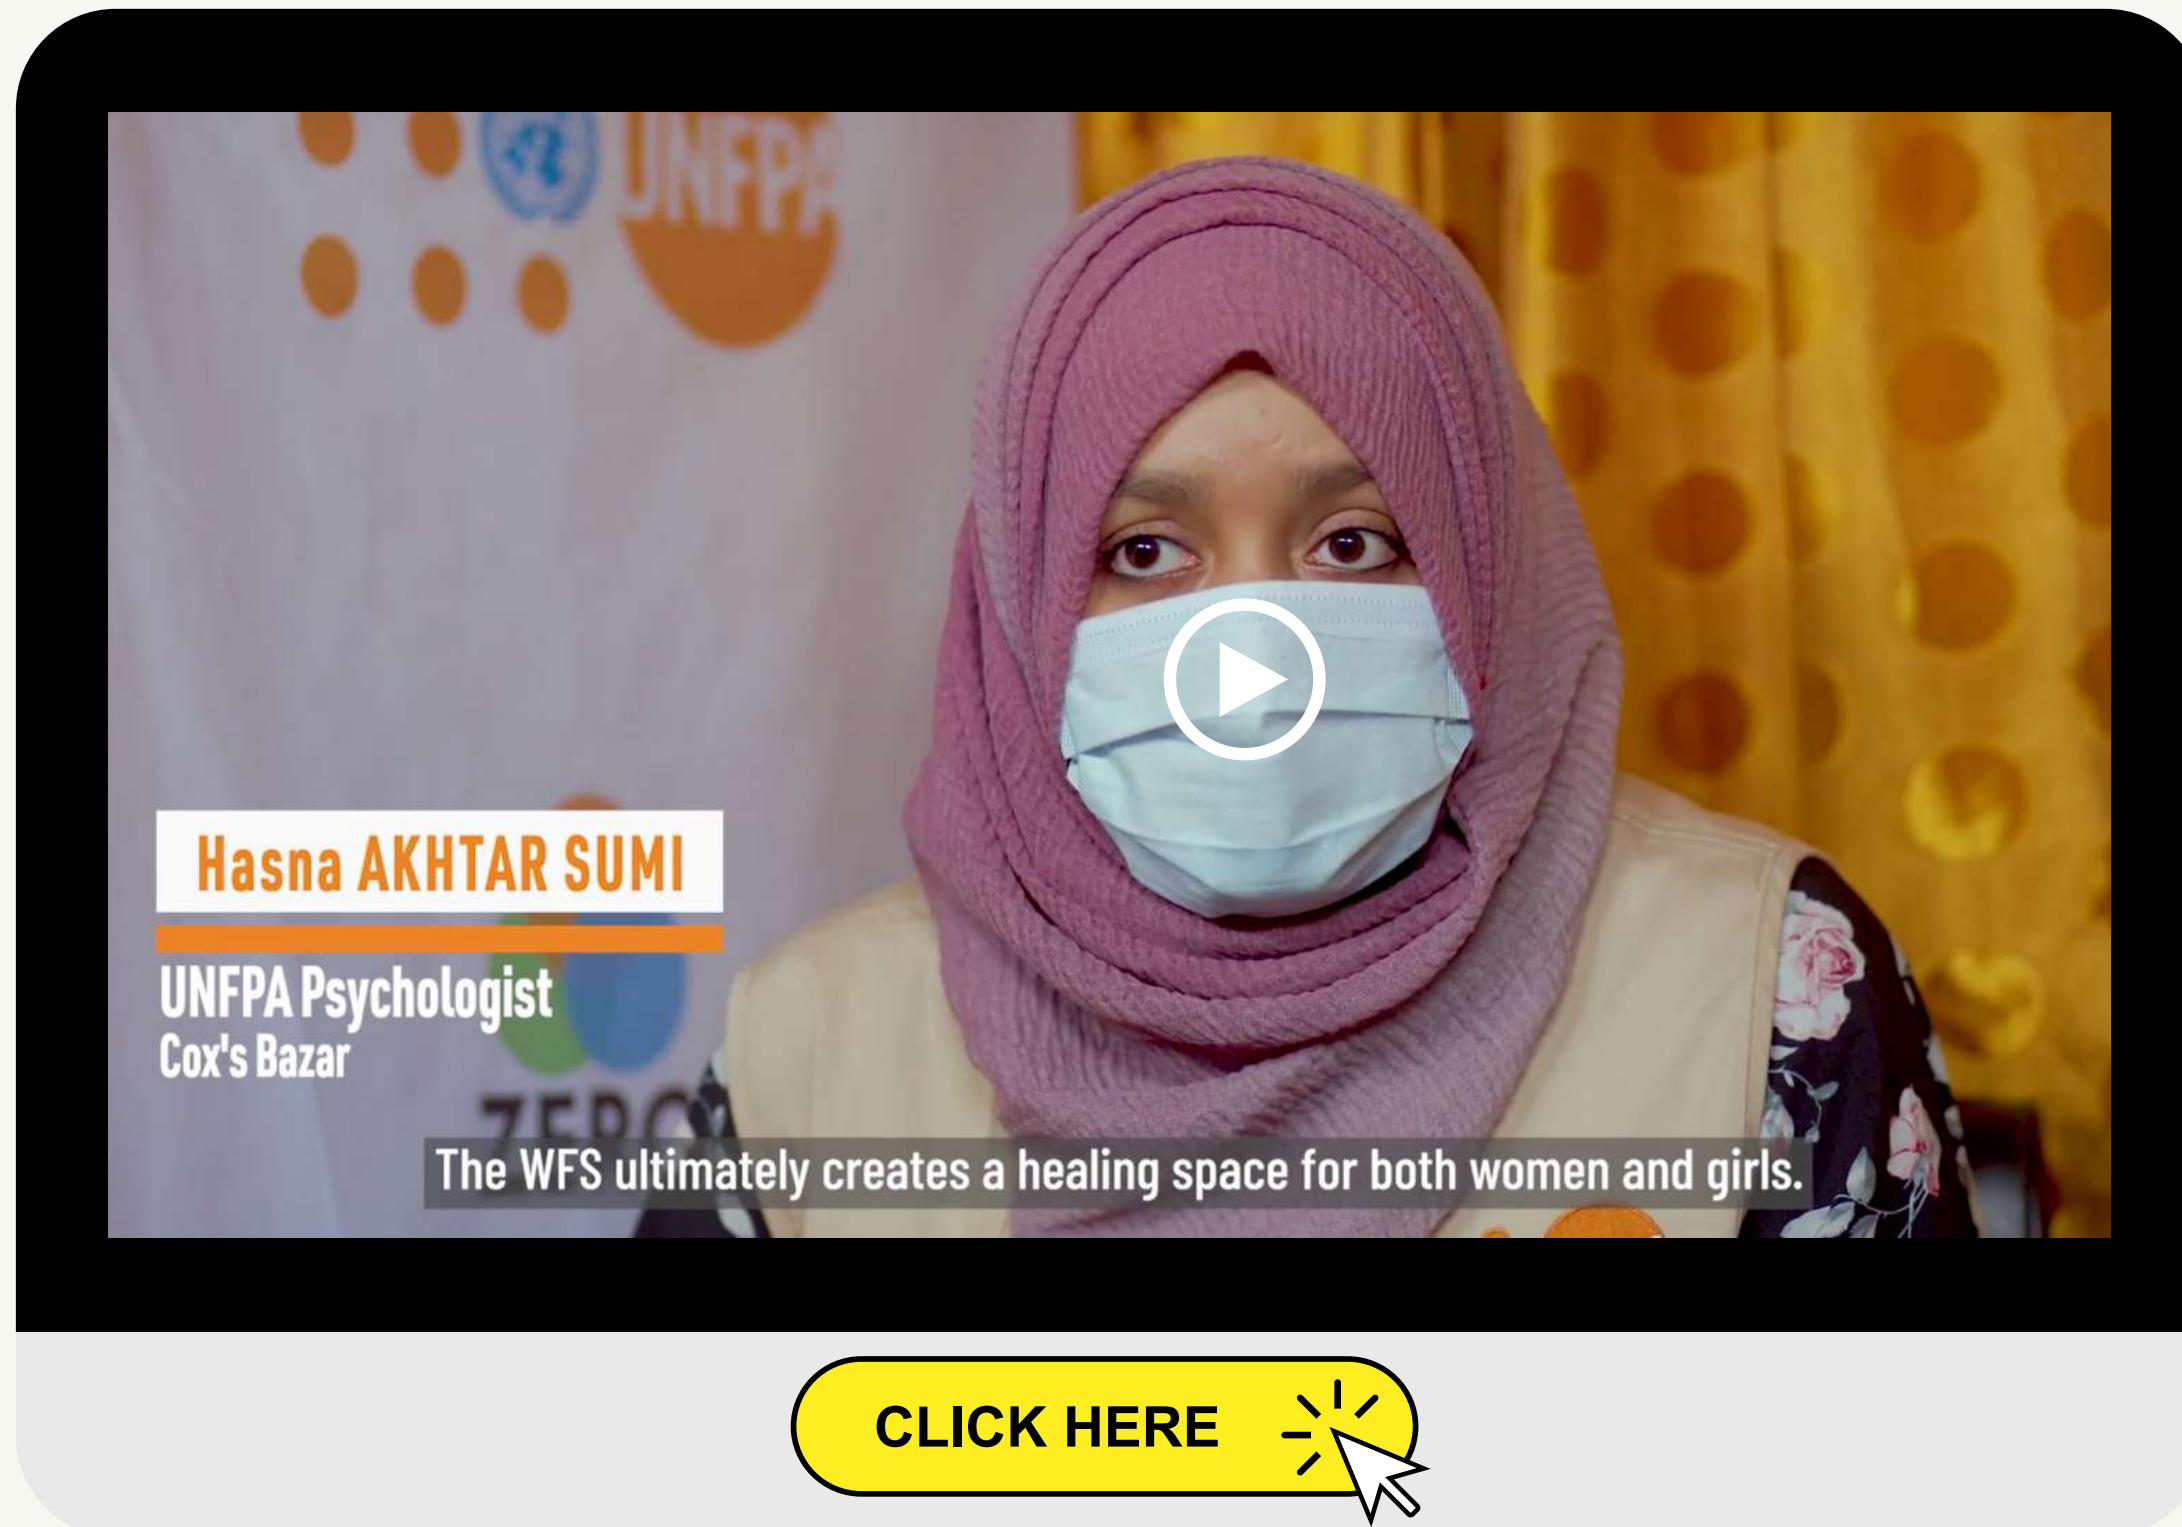 UNFPA
Hasna AKHTAR SUMI
UNFPA Psychologist
Cox's Bazar
ZERO
The WFS ultimately creates a healing space for both women and girls.
CLICK HERE